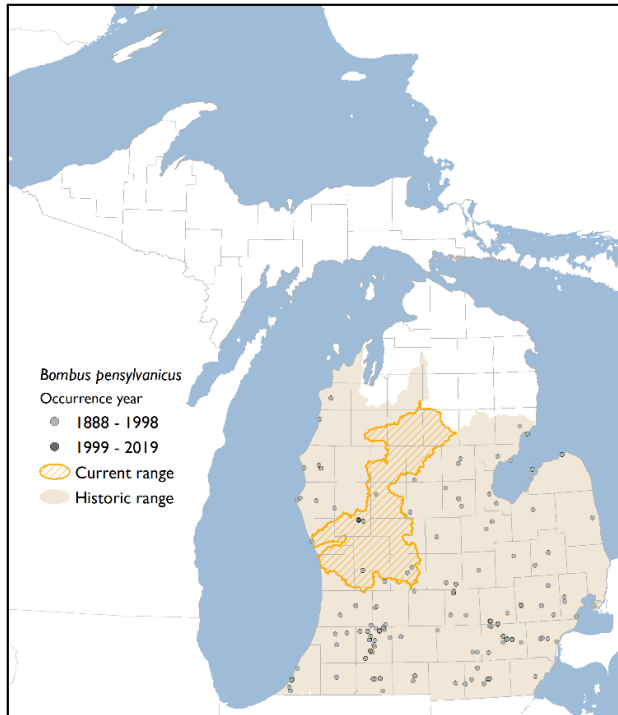 Bombus pensylvanicus
Occurrence year
1888 - 1998
1999 - 2019
Current range
Historic range